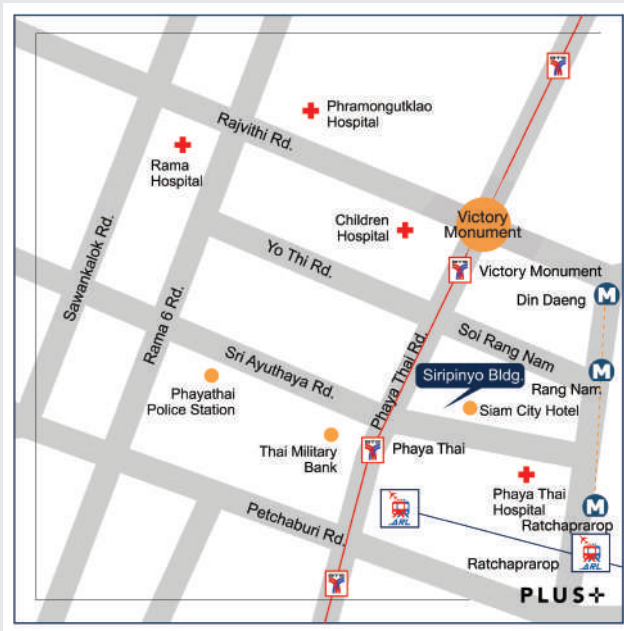 Phramongutklao
Hospital
Rajvithi Rd.
Rama
Hospital
Children
Hospital
Victory
Monument
Sawankalok Rd.
Yo Thi Rd.
Victory Monument
Din Daeng
M
Rama 6 Rd.
Soi Rang Nam
Phaya Thai Rd.
Sri Ayuthaya Rd.
Siripinyo Bldg.
M
Rang Nam
Phayathai
Police Station
Siam City Hotel
Thai Military
Bank
Phaya Thai
Phaya Thai
Hospital
M
Ratchaprarop
Petchaburi Rd.
ARL
Ratchaprarop
ARL
PLUS+